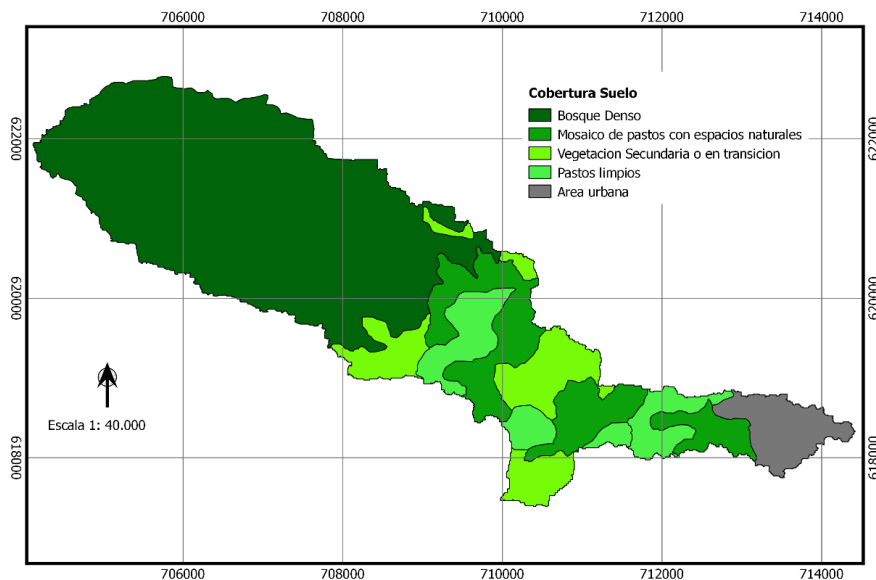 706000 708000 710000 712000 714000
Cobertura Suelo
Bosque Denso
Mosaico de pastos con espacios naturales
Vegetacion Secundaria o en transicion
Pastos limpios
Area urbana
622000 622000
620000 620000
Escala 1: 40.000
618000 618000
706000 708000 710000 712000 714000